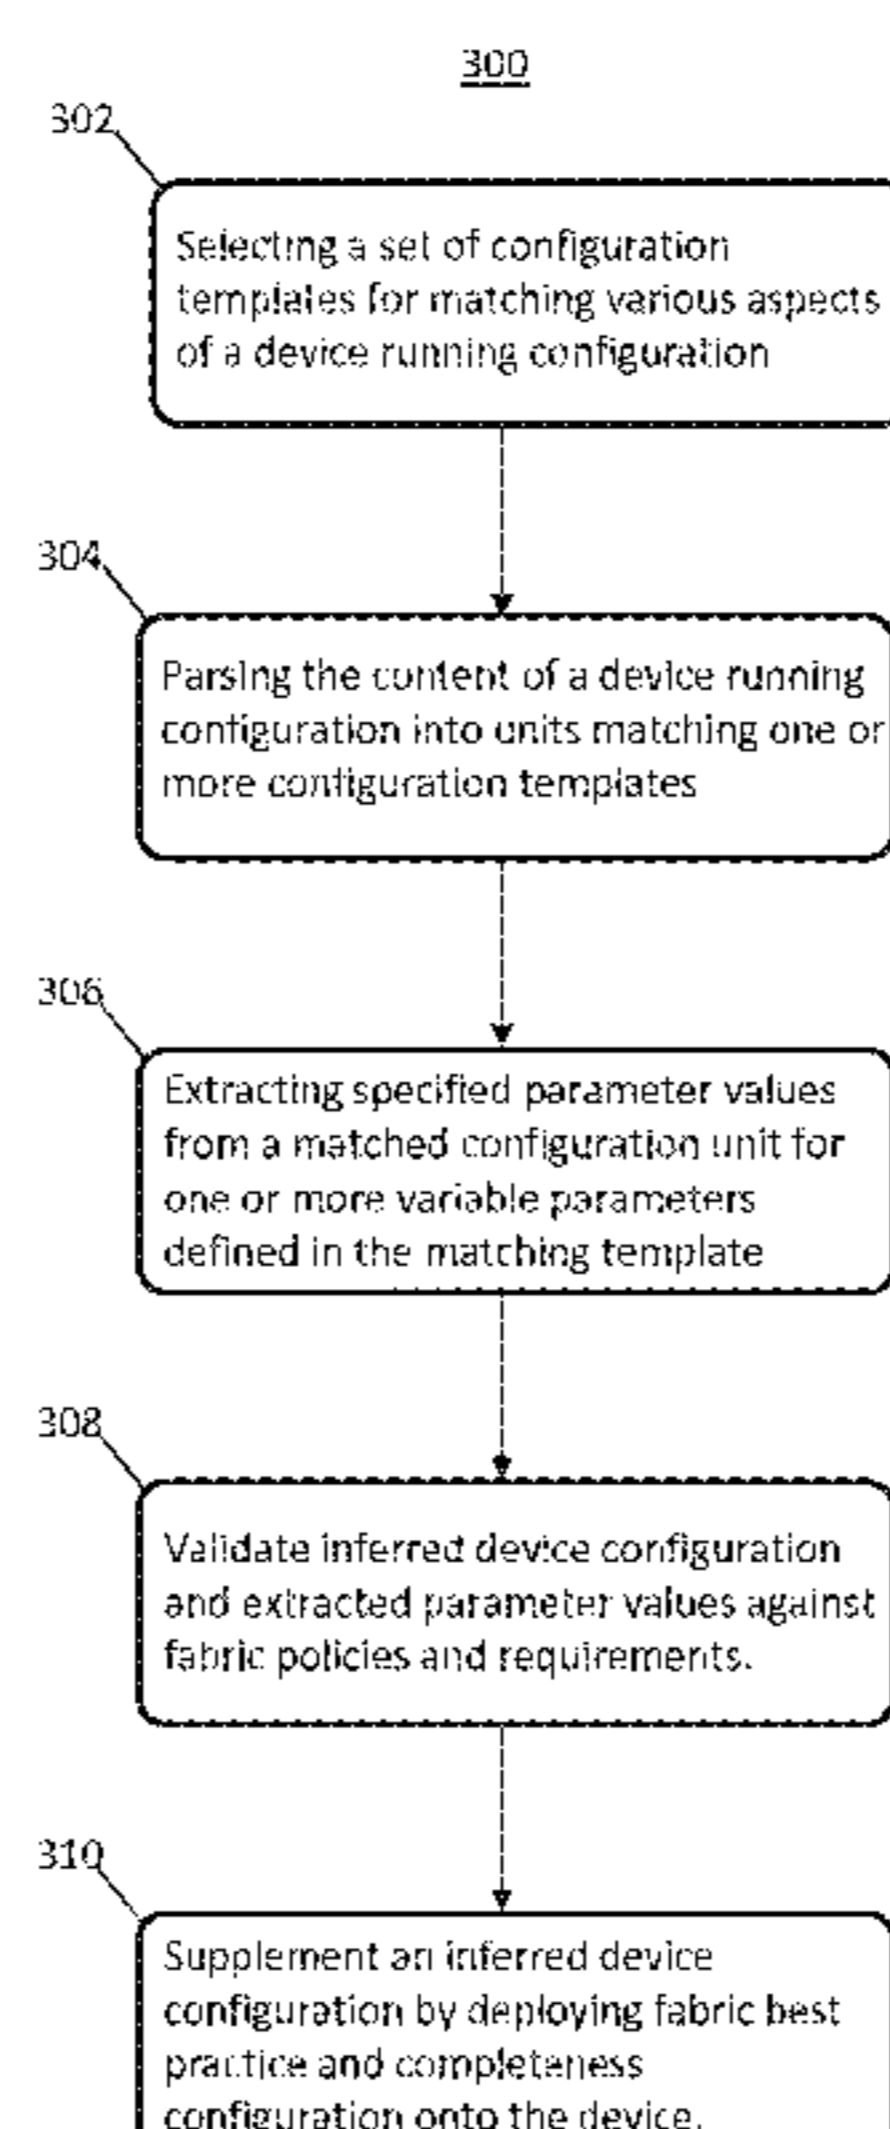 300
302
Selecting a set of configuration
templates for matching various aspects
of a device running configuration
304
Parsing the content of a device running
configuration into units matching one or
more configuration templates
306
Extracting specified parameter values
from a matched configuration unit for
one or more variable parameters
defined in the matching template
308
Validate inferred device configuration
and extracted parameter values against
fabric policies and requirements.
310
Supplement an inferred device
configuration by deploying fabric best
practice and completeness
configuration onto the device.